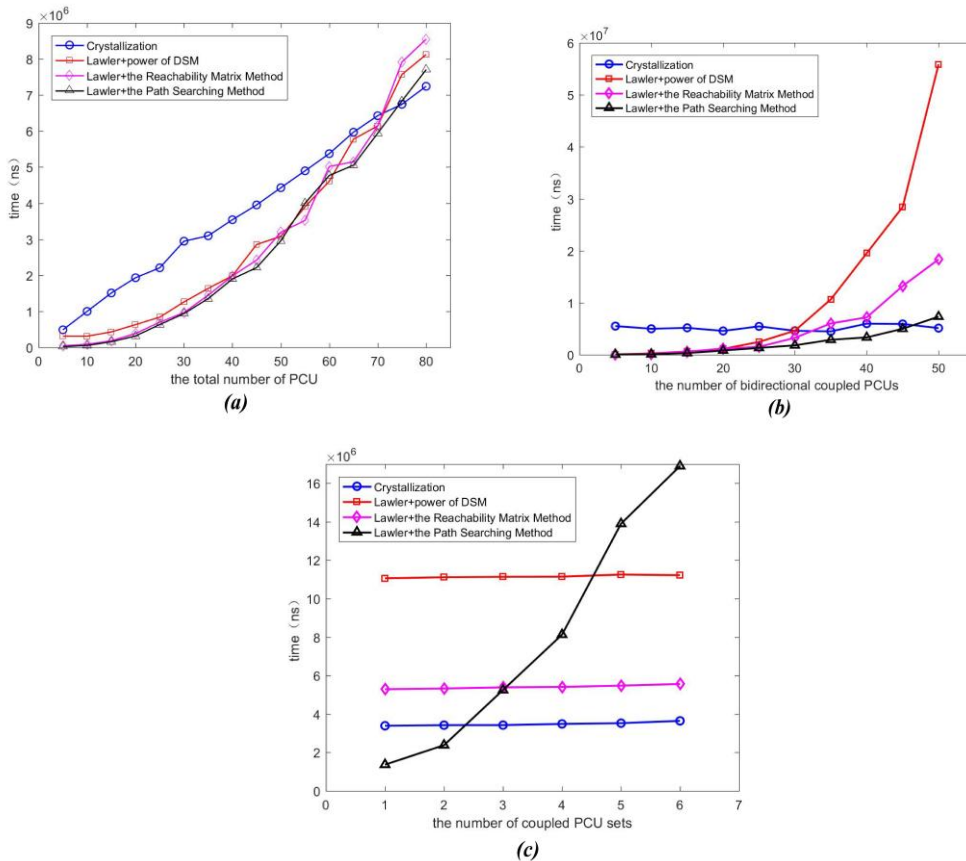 ×10⁶
9
8
7
6
5
4
3
2
1
0
time（ns）
Crystallization
Lawler+power of DSM
Lawler+the Reachability Matrix Method
Lawler+the Path Searching Method
0 10 20 30 40 50 60 70 80
the total number of PCU
(a)
×10⁷
6
5
4
3
2
1
0
time（ns）
Crystallization
Lawler+power of DSM
Lawler+the Reachability Matrix Method
Lawler+the Path Searching Method
0 10 20 30 40 50
the number of bidirectional coupled PCUs
(b)
×10⁶
16
14
12
10
8
6
4
2
0
time（ns）
Crystallization
Lawler+power of DSM
Lawler+the Reachability Matrix Method
Lawler+the Path Searching Method
0 1 2 3 4 5 6 7
the number of coupled PCU sets
(c)